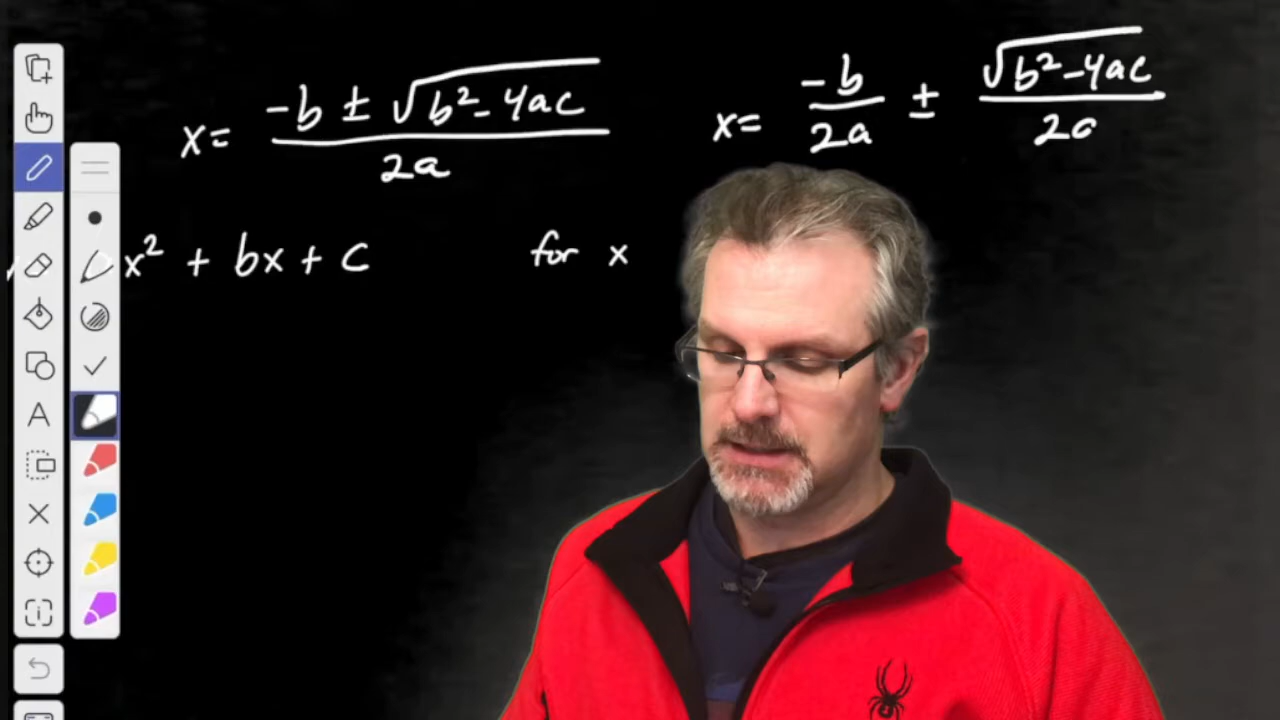 x= -b ± √b²-4ac / 2a
x= -b / 2a ± √b²-4ac / 2a
x² + bx + c for x
A